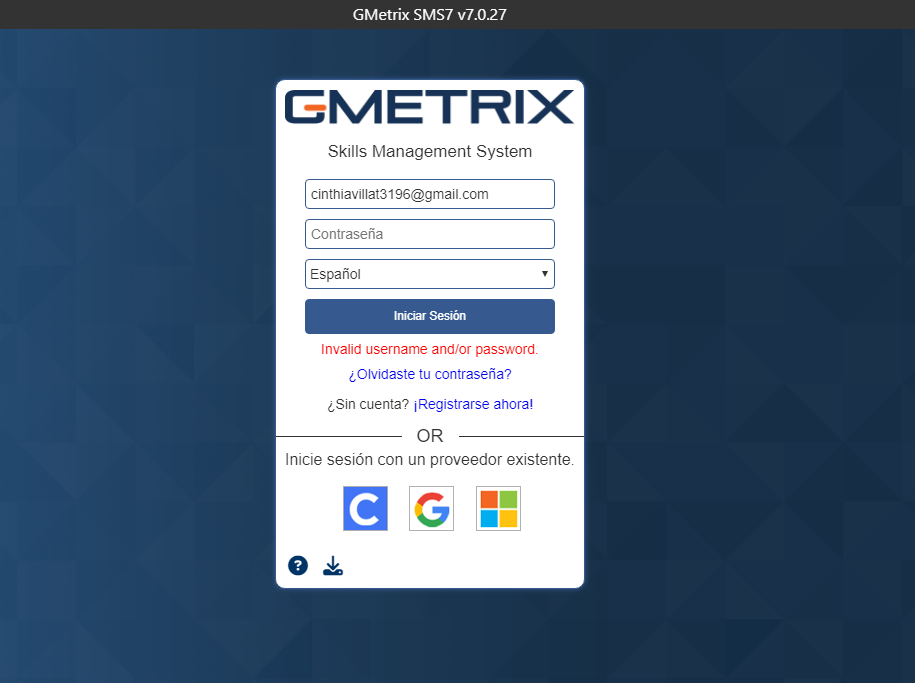 GMetrix SMS7 v7.0.27
GMETRIX
Skills Management System
cinthiavillat3196@gmail.com
Contraseña
Español
Iniciar Sesión
Invalid username and/or password.
¿Olvidaste tu contraseña?
¿Sin cuenta? ¡Registrarse ahora!
OR
Inicie sesión con un proveedor existente.
C G
?